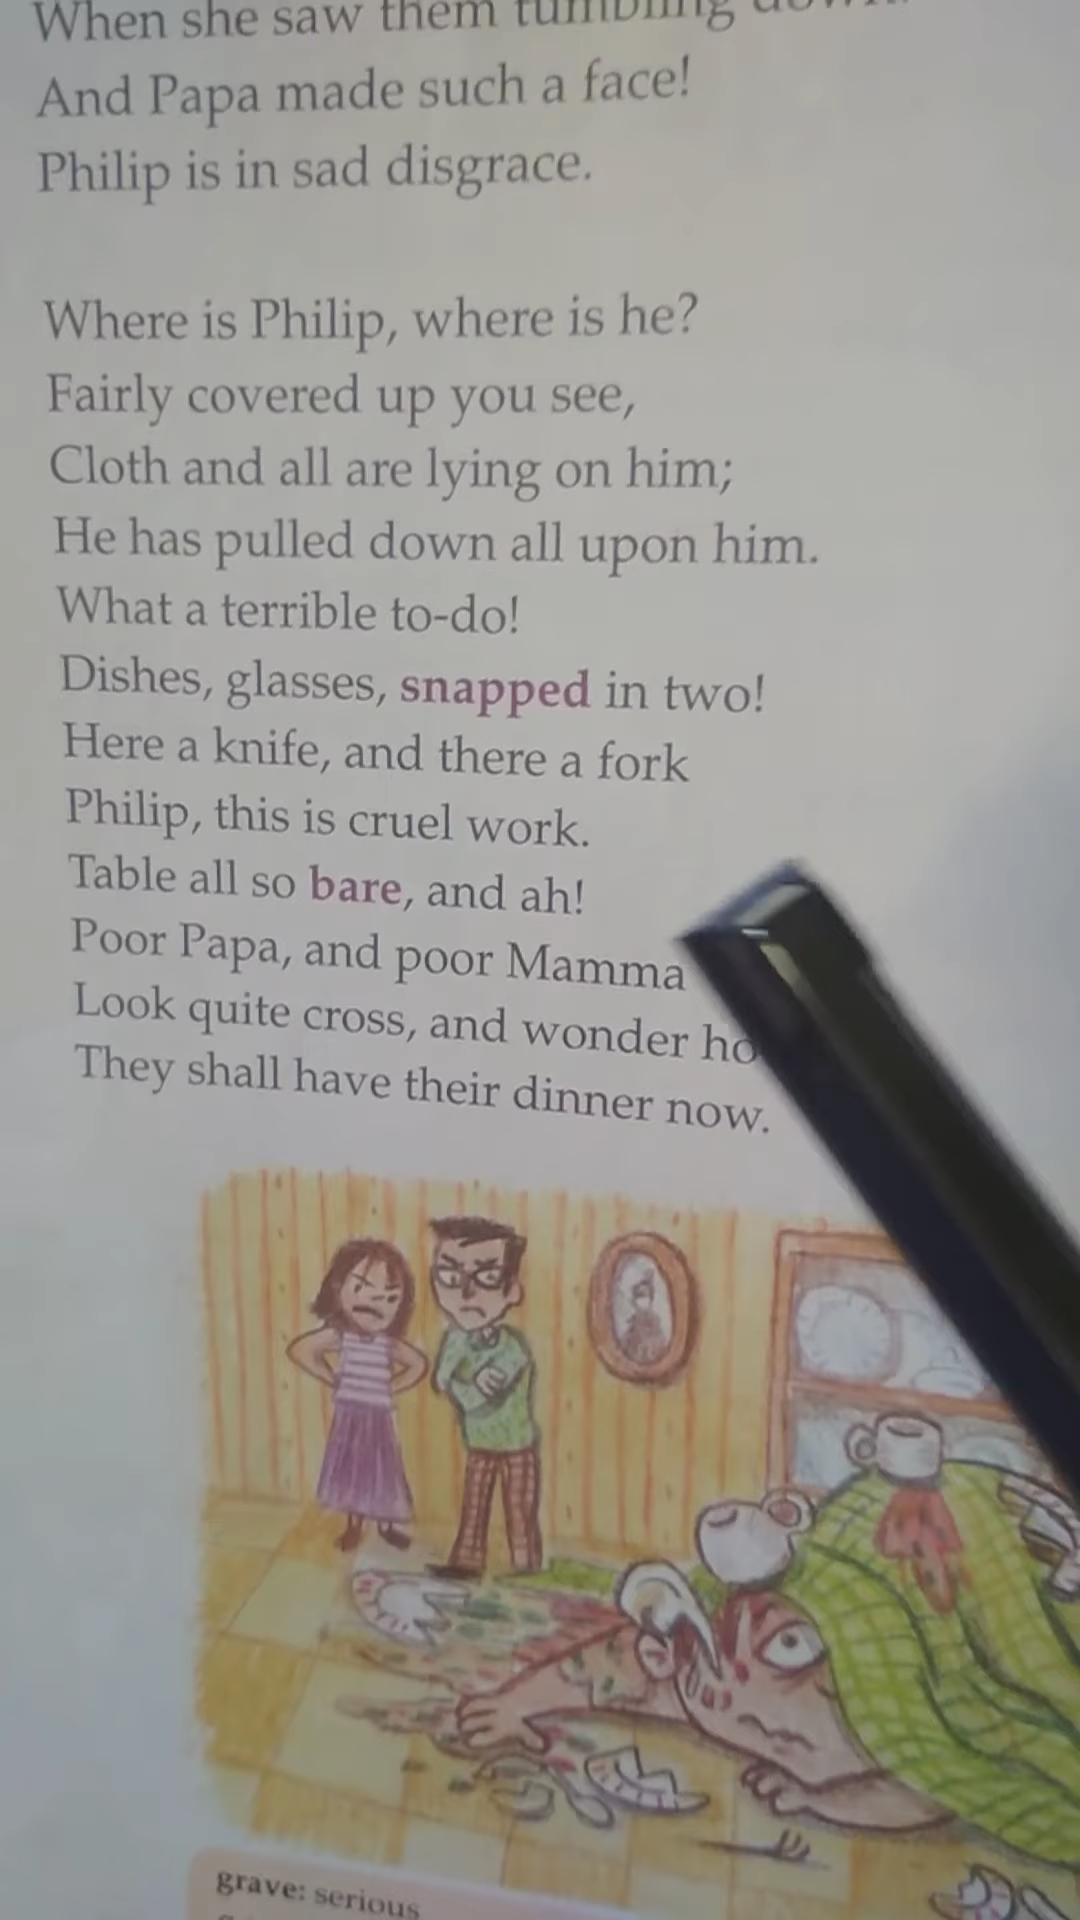 When she saw them tumbling down!
And Papa made such a face!
Philip is in sad disgrace.
Where is Philip, where is he?
Fairly covered up you see,
Cloth and all are lying on him;
He has pulled down all upon him.
What a terrible to-do!
Dishes, glasses, snapped in two!
Here a knife, and there a fork
Philip, this is cruel work.
Table all so bare, and ah!
Poor Papa, and poor Mamma
Look quite cross, and wonder ho
They shall have their dinner now.
grave: serious